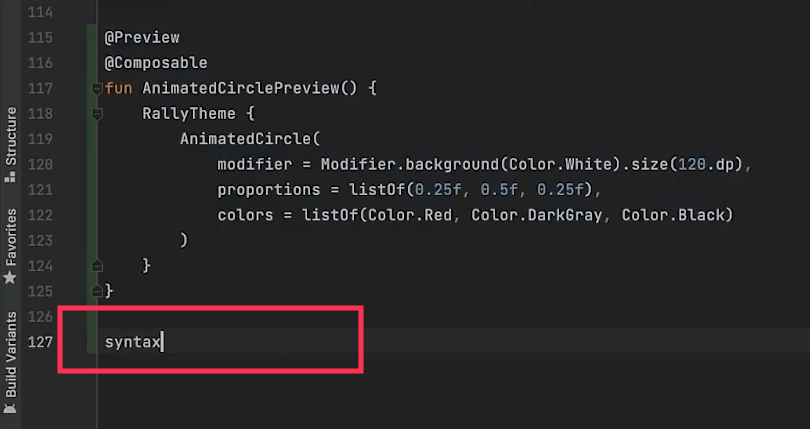 114
115 @Preview
116 @Composable
117 fun AnimatedCirclePreview() {
118 RallyTheme {
119 AnimatedCircle(
120 modifier = Modifier.background(Color.White).size(120.dp),
121 proportions = listOf(0.25f, 0.5f, 0.25f),
122 colors = listOf(Color.Red, Color.DarkGray, Color.Black)
123 )
124 }
125 }
126
127 syntax
Structure
Favorites
Build Variants